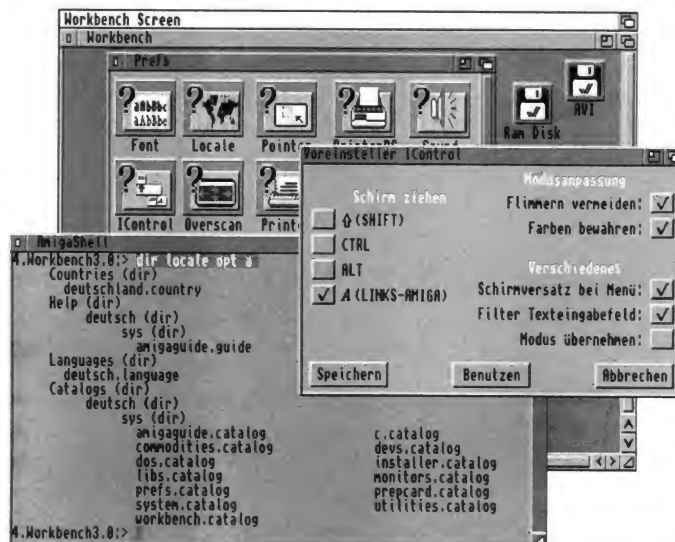 Workbench Screen
Workbench
Prefs
Font
Locale
Pointer
PrinterPS
Sound
Ram Disk
AVI
IControl
Overscan
Voreinsteller IControl
Schirm ziehen
⇧ (SHIFT)
CTRL
ALT
A (LINKS-AMIGA)
Modusanpassung
Flimmern vermeiden:
Farben bewahren:
Verschiedenes
Schirmversatz bei Menü:
Filter Texteingabefeld:
Modus übernehmen:
Speichern
Benutzen
Abbrechen
AmigaShell
4.Workbench3.0:> dir locale opt a
Countries (dir)
deutschland.country
Help (dir)
deutsch (dir)
sys (dir)
amigaguide.guide
Languages (dir)
deutsch.language
Catalogs (dir)
deutsch (dir)
sys (dir)
amigaguide.catalog c.catalog
commodities.catalog devs.catalog
dos.catalog installer.catalog
libs.catalog monitors.catalog
prefs.catalog prepcard.catalog
system.catalog utilities.catalog
workbench.catalog
4.Workbench3.0:>